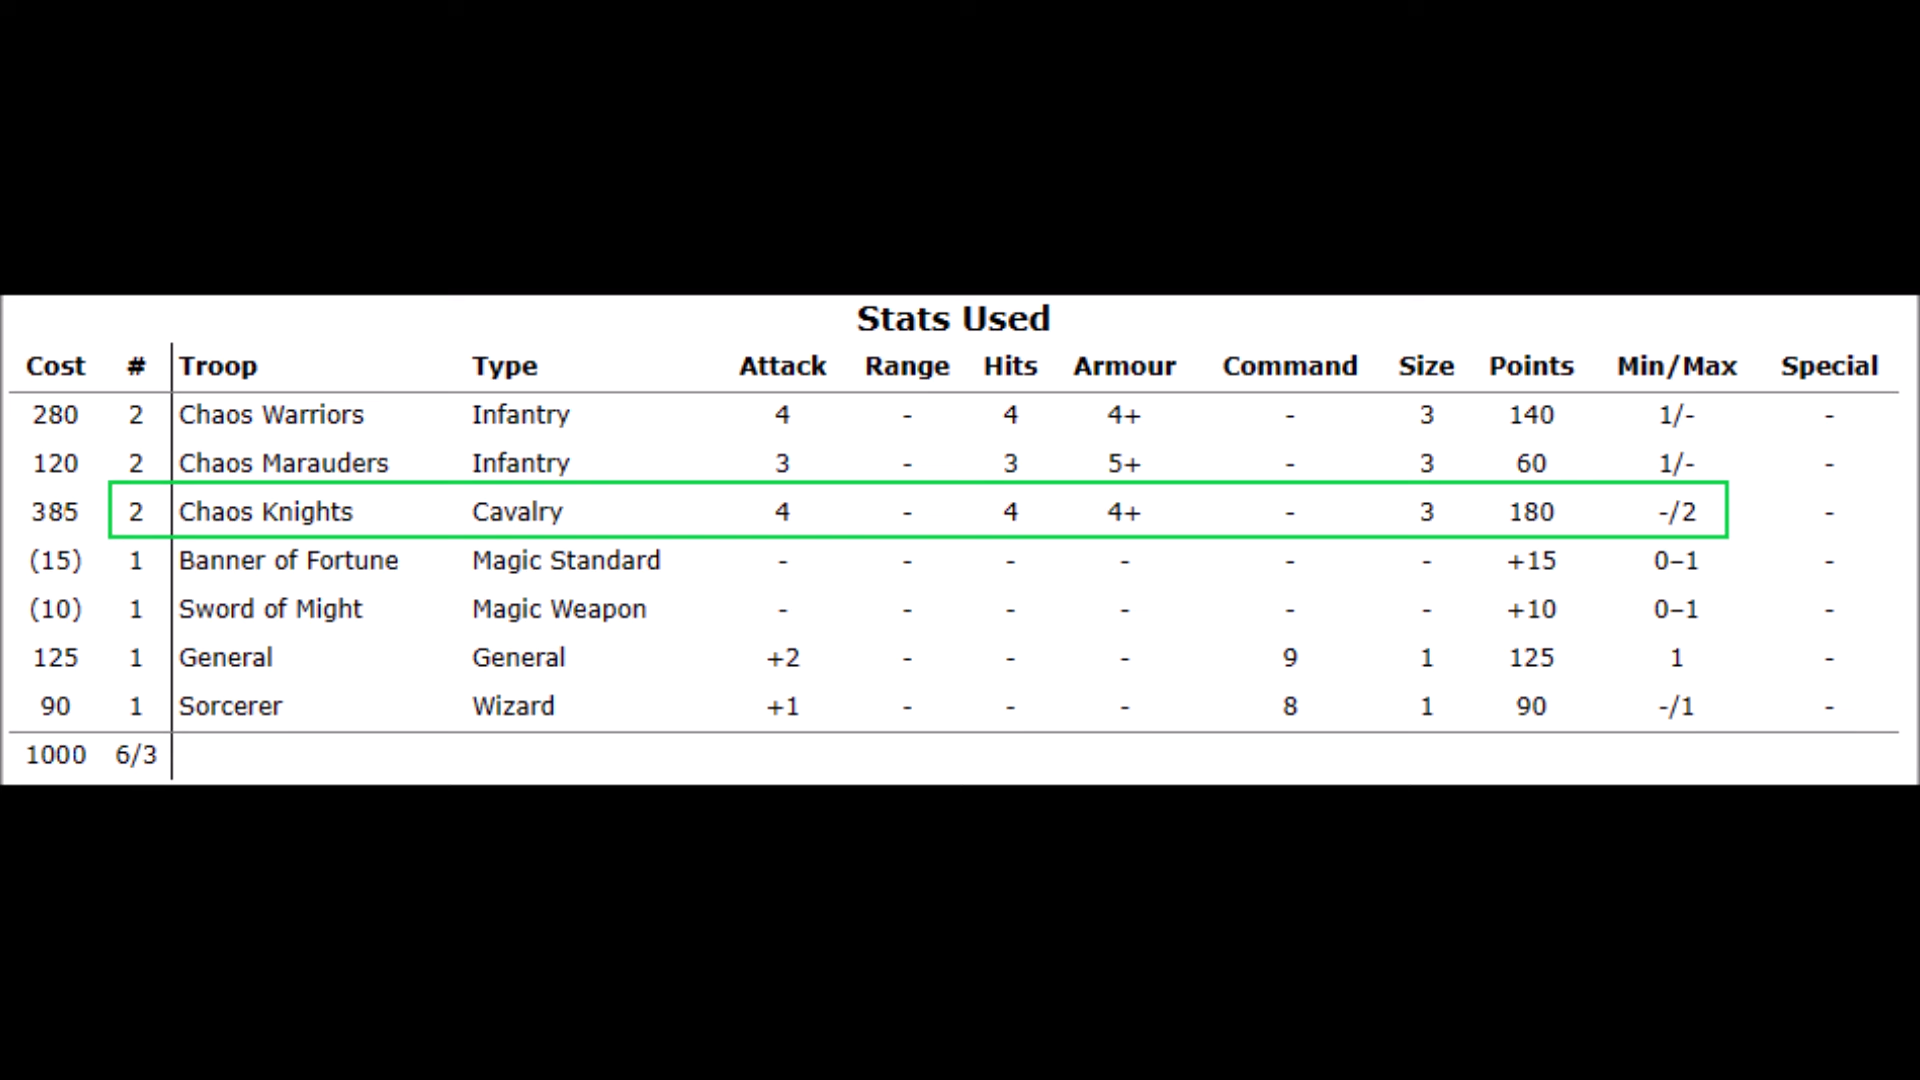 Stats Used
Cost # Troop Type Attack Range Hits Armour Command Size Points Min/Max Special
280 2 Chaos Warriors Infantry 4 - 4 4+ - 3 140 1/- -
120 2 Chaos Marauders Infantry 3 - 3 5+ - 3 60 1/- -
385 2 Chaos Knights Cavalry 4 - 4 4+ - 3 180 -/2 -
(15) 1 Banner of Fortune Magic Standard - - - - - - +15 0–1 -
(10) 1 Sword of Might Magic Weapon - - - - - - +10 0–1 -
125 1 General General +2 - - - 9 1 125 1 -
90 1 Sorcerer Wizard +1 - - - 8 1 90 -/1 -
1000 6/3